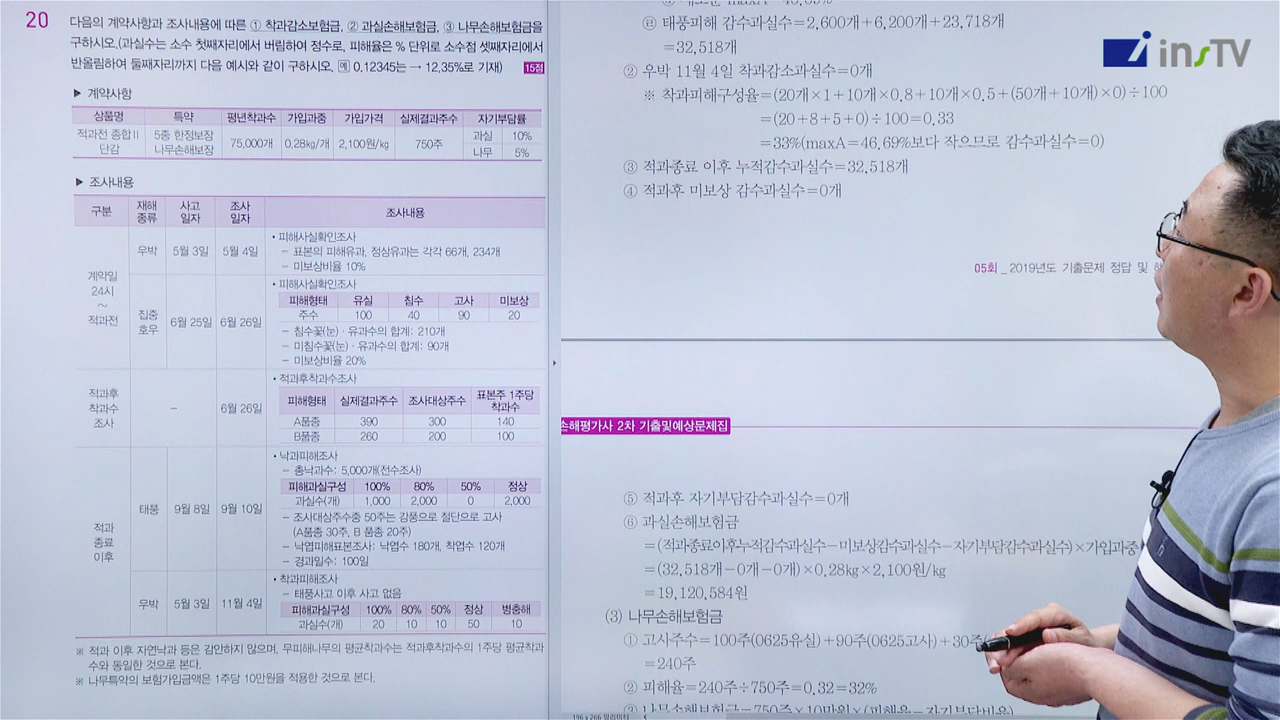 20 다음의 계약사항과 조사내용에 따른 ① 착과감소보험금, ② 과실손해보험금, ③ 나무손해보험금을
구하시오.(과실수는 소수 첫째자리에서 버림하여 정수로, 피해율은 % 단위로 소수점 셋째자리에서
반올림하여 둘째자리까지 다음 예시와 같이 구하시오. 예 0.12345는 → 12.35%로 기재) 15점
▶ 계약사항
상품명 특약 평년착과수 가입과중 가입가격 실제결과주수 자기부담률
적과전 종합Ⅱ 단감 5종 한정보장 나무손해보장 75,000개 0.28kg/개 2,100원/kg 750주 과실 10%
나무 5%
▶ 조사내용
구분 재해종류 사고일자 조사일자 조사내용
계약일 24시 ~ 적과전
우박 5월 3일 5월 4일
• 피해사실확인조사
– 표본의 피해유과, 정상유과는 각각 66개, 234개
– 미보상비율 10%
집중호우 6월 25일 6월 26일
• 피해사실확인조사
피해형태 유실 침수 고사 미보상
주수 100 40 90 20
– 침수꽃(눈)·유과수의 합계: 210개
– 미침수꽃(눈)·유과수의 합계: 90개
– 미보상비율 20%
적과후 착과수 조사 – 6월 26일
• 적과후착과수조사
피해형태 실제결과주수 조사대상주수 표본주 1주당 착과수
A품종 390 300 140
B품종 260 200 100
적과 종료 이후
태풍 9월 8일 9월 10일
• 낙과피해조사
– 총낙과수: 5,000개(전수조사)
피해과실구성 100% 80% 50% 정상
과실수(개) 1,000 2,000 0 2,000
– 조사대상주수중 50주는 강풍으로 절단으로 고사
(A품종 30주, B 품종 20주)
– 낙엽피해표본조사: 낙엽수 180개, 착엽수 120개
– 경과일수: 100일
우박 5월 3일 11월 4일
• 착과피해조사
– 태풍사고 이후 사고 없음
피해과실구성 100% 80% 50% 정상 병충해
과실수(개) 20 10 10 50 10
※ 적과 이후 자연낙과 등은 감안하지 않으며, 무피해나무의 평균착과수는 적과후착과수의 1주당 평균착과
수와 동일한 것으로 본다.
※ 나무특약의 보험가입금액은 1주당 10만원을 적용한 것으로 본다.
㉣ 태풍피해 감수과실수=2,600개+6,200개+23,718개
=32,518개
② 우박 11월 4일 착과감소과실수=0개
※ 착과피해구성율=(20개×1+10개×0.8+10개×0.5+(50개+10개)×0)÷100
=(20+8+5+0)÷100=0.33
=33%(maxA=46.69%보다 작으므로 감수과실수=0)
③ 적과종료 이후 누적감수과실수=32,518개
④ 적과후 미보상 감수과실수=0개
05회 _ 2019년도 기출문제 정답 및 해
손해평가사 2차 기출및예상문제집
⑤ 적과후 자기부담감수과실수=0개
⑥ 과실손해보험금
=(적과종료이후누적감수과실수-미보상감수과실수-자기부담감수과실수)×가입과중
=(32,518개-0개-0개)×0.28kg×2,100원/kg
=19,120,584원
(3) 나무손해보험금
① 고사주수=100주(0625유실)+90주(0625고사)+30주
=240주
② 피해율=240주÷750주=0.32=32%
③ 나무손해보험금=750주×10만원×(피해율-자기부담비율)
196 x 266 밀리미터
insTV